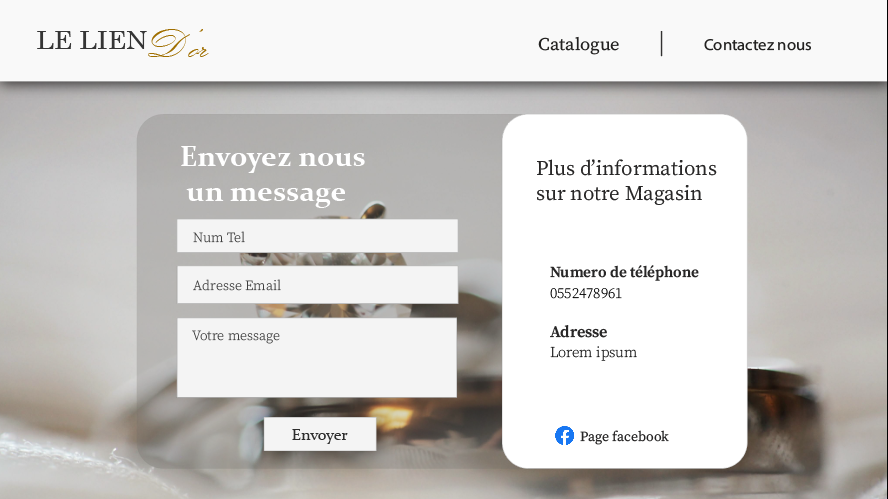 LE LIEN D'or
Catalogue | Contactez nous
Envoyez nous
un message
Num Tel
Adresse Email
Votre message
Envoyer
Plus d’informations
sur notre Magasin
Numero de téléphone
0552478961
Adresse
Lorem ipsum
Page facebook